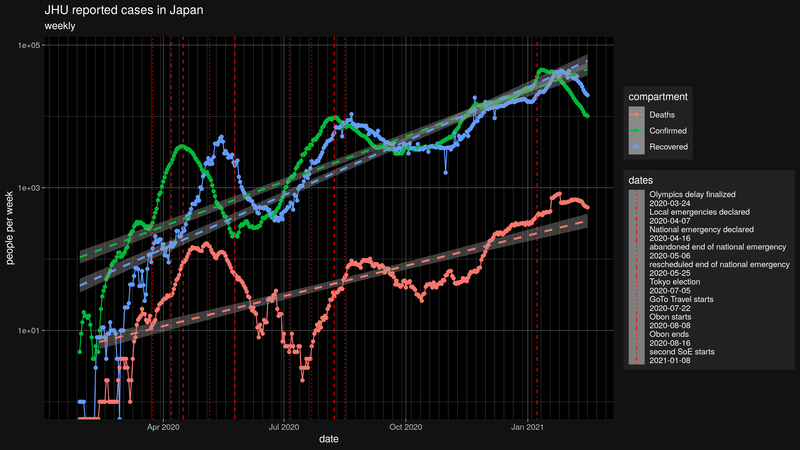 JHU reported cases in Japan
weekly
1e+05
1e+03
1e+01
people per week
Apr 2020
Jul 2020
Oct 2020
Jan 2021
date
compartment
Deaths
Confirmed
Recovered
dates
Olympics delay finalized
2020-03-24
Local emergencies declared
2020-04-07
National emergency declared
2020-04-16
abandoned end of national emergency
2020-05-06
rescheduled end of national emergency
2020-05-25
Tokyo election
2020-07-05
GoTo Travel starts
2020-07-22
Obon starts
2020-08-08
Obon ends
2020-08-16
second SoE starts
2021-01-08